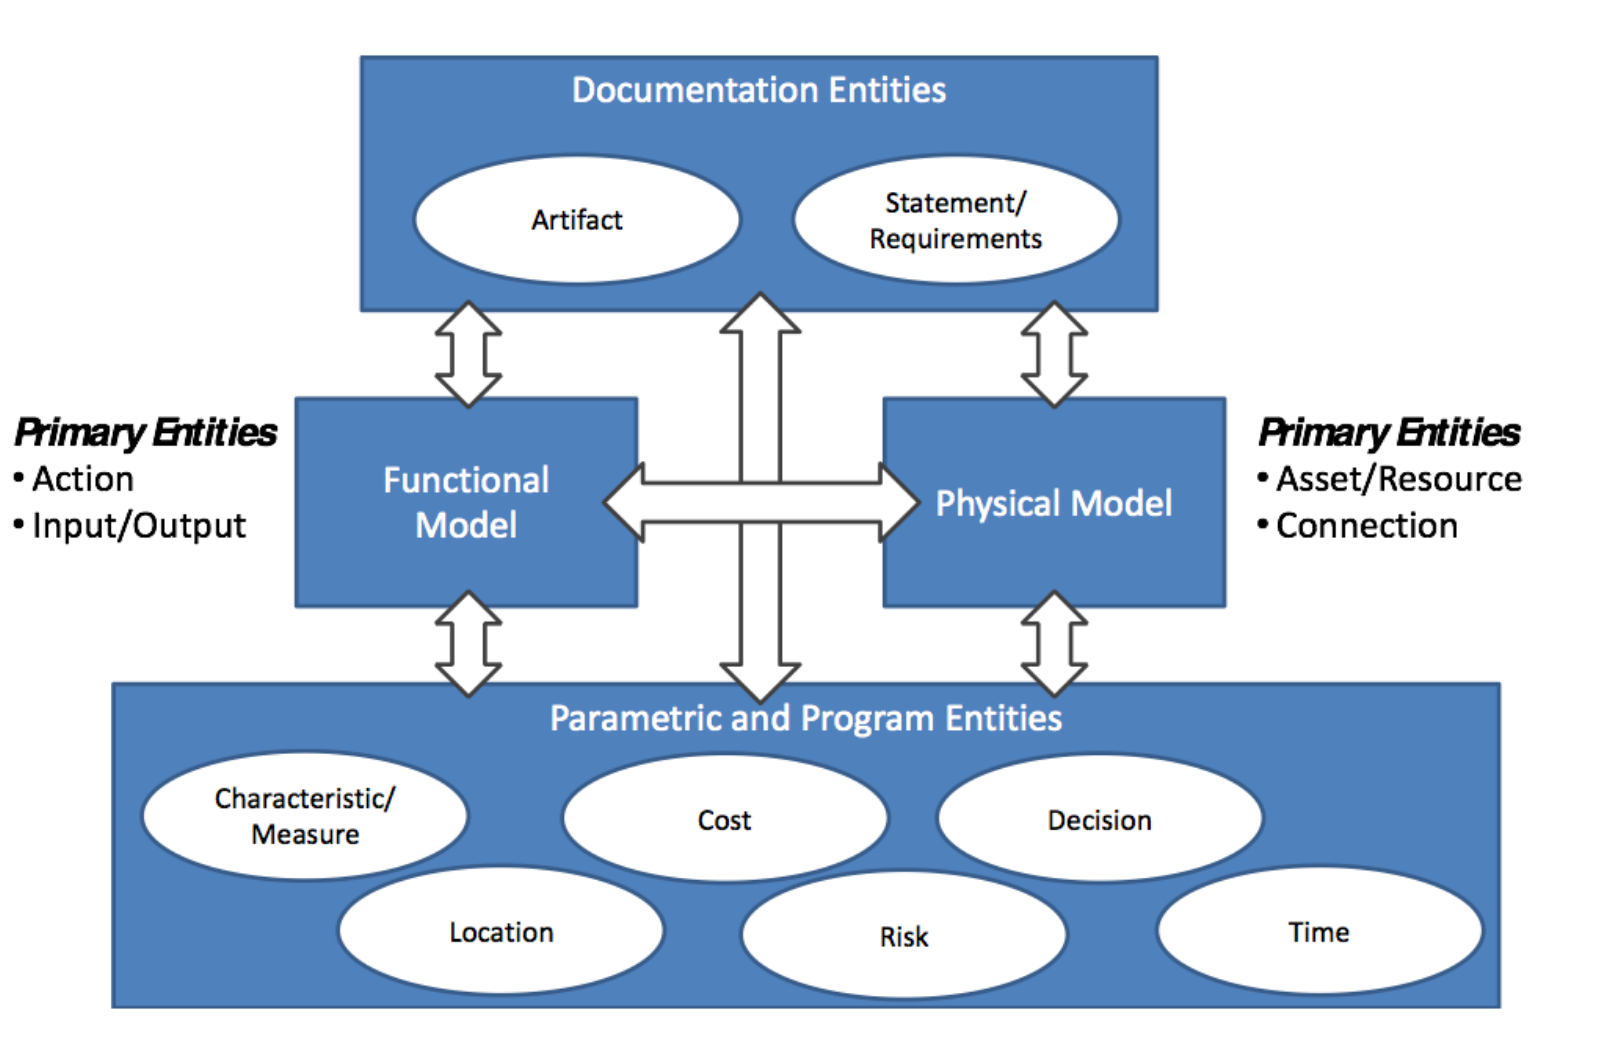 Documentation Entities
Artifact
Statement/
Requirements
Primary Entities
• Action
• Input/Output
Functional
Model
Physical Model
Primary Entities
• Asset/Resource
• Connection
Parametric and Program Entities
Characteristic/
Measure
Cost
Decision
Location
Risk
Time